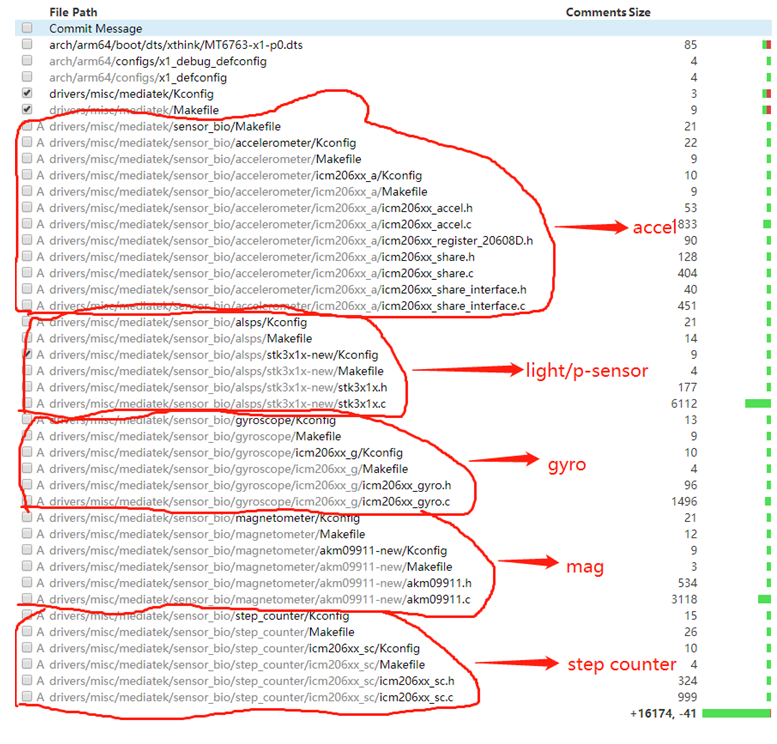 File Path Comments Size
Commit Message
arch/arm64/boot/dts/xthink/MT6763-x1-p0.dts 85
arch/arm64/configs/x1_debug_defconfig 4
arch/arm64/configs/x1_defconfig 4
drivers/misc/mediatek/Kconfig 3
drivers/misc/mediatek/Makefile 9
A drivers/misc/mediatek/sensor_bio/Makefile 21
A drivers/misc/mediatek/sensor_bio/accelerometer/Kconfig 22
A drivers/misc/mediatek/sensor_bio/accelerometer/Makefile 9
A drivers/misc/mediatek/sensor_bio/accelerometer/icm206xx_a/Kconfig 10
A drivers/misc/mediatek/sensor_bio/accelerometer/icm206xx_a/Makefile 9
A drivers/misc/mediatek/sensor_bio/accelerometer/icm206xx_a/icm206xx_accel.h 53
A drivers/misc/mediatek/sensor_bio/accelerometer/icm206xx_a/icm206xx_accel.c accel 833
A drivers/misc/mediatek/sensor_bio/accelerometer/icm206xx_a/icm206xx_register_20608D.h 90
A drivers/misc/mediatek/sensor_bio/accelerometer/icm206xx_a/icm206xx_share.h 128
A drivers/misc/mediatek/sensor_bio/accelerometer/icm206xx_a/icm206xx_share.c 404
A drivers/misc/mediatek/sensor_bio/accelerometer/icm206xx_a/icm206xx_share_interface.h 40
A drivers/misc/mediatek/sensor_bio/accelerometer/icm206xx_a/icm206xx_share_interface.c 451
A drivers/misc/mediatek/sensor_bio/alsps/Kconfig 21
A drivers/misc/mediatek/sensor_bio/alsps/Makefile 14
A drivers/misc/mediatek/sensor_bio/alsps/stk3x1x-new/Kconfig 9
A drivers/misc/mediatek/sensor_bio/alsps/stk3x1x-new/Makefile light/p-sensor 4
A drivers/misc/mediatek/sensor_bio/alsps/stk3x1x-new/stk3x1x.h 177
A drivers/misc/mediatek/sensor_bio/alsps/stk3x1x-new/stk3x1x.c 6112
A drivers/misc/mediatek/sensor_bio/gyroscope/Kconfig 13
A drivers/misc/mediatek/sensor_bio/gyroscope/Makefile 9
A drivers/misc/mediatek/sensor_bio/gyroscope/icm206xx_g/Kconfig 10
A drivers/misc/mediatek/sensor_bio/gyroscope/icm206xx_g/Makefile gyro 4
A drivers/misc/mediatek/sensor_bio/gyroscope/icm206xx_g/icm206xx_gyro.h 96
A drivers/misc/mediatek/sensor_bio/gyroscope/icm206xx_g/icm206xx_gyro.c 1496
A drivers/misc/mediatek/sensor_bio/magnetometer/Kconfig 21
A drivers/misc/mediatek/sensor_bio/magnetometer/Makefile 12
A drivers/misc/mediatek/sensor_bio/magnetometer/akm09911-new/Kconfig 9
A drivers/misc/mediatek/sensor_bio/magnetometer/akm09911-new/Makefile mag 3
A drivers/misc/mediatek/sensor_bio/magnetometer/akm09911-new/akm09911.h 534
A drivers/misc/mediatek/sensor_bio/magnetometer/akm09911-new/akm09911.c 3118
A drivers/misc/mediatek/sensor_bio/step_counter/Kconfig 15
A drivers/misc/mediatek/sensor_bio/step_counter/Makefile 26
A drivers/misc/mediatek/sensor_bio/step_counter/icm206xx_sc/Kconfig 10
A drivers/misc/mediatek/sensor_bio/step_counter/icm206xx_sc/Makefile step counter 4
A drivers/misc/mediatek/sensor_bio/step_counter/icm206xx_sc/icm206xx_sc.h 324
A drivers/misc/mediatek/sensor_bio/step_counter/icm206xx_sc/icm206xx_sc.c 999
+16174, -41